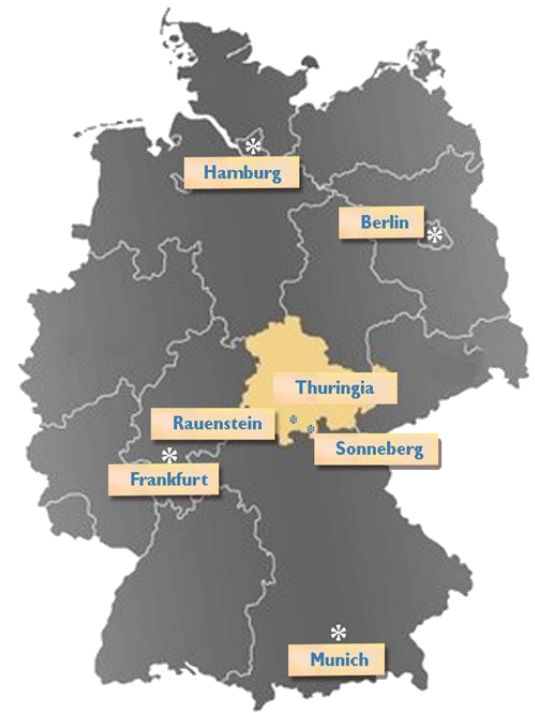 Hamburg
Berlin
Thuringia
Rauenstein
Sonneberg
Frankfurt
Munich